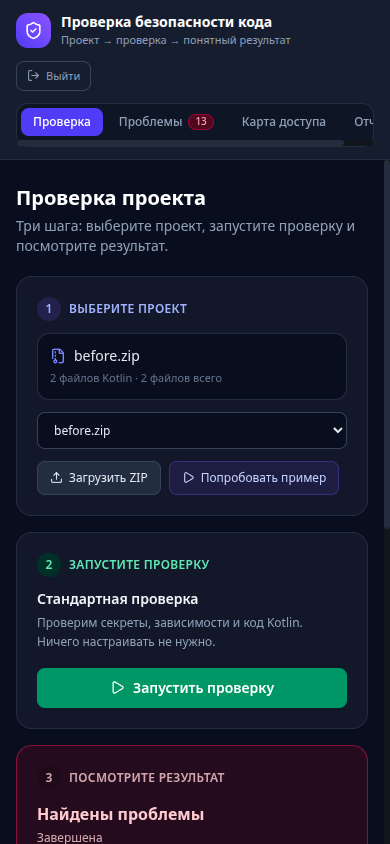 Проверка безопасности кода
Проект → проверка → понятный результат
Выйти
Проверка
Проблемы 13
Карта доступа
Отч
Проверка проекта
Три шага: выберите проект, запустите проверку и
посмотрите результат.
1 ВЫБЕРИТЕ ПРОЕКТ
before.zip
2 файлов Kotlin · 2 файлов всего
before.zip
Загрузить ZIP
Попробовать пример
2 ЗАПУСТИТЕ ПРОВЕРКУ
Стандартная проверка
Проверим секреты, зависимости и код Kotlin.
Ничего настраивать не нужно.
Запустить проверку
3 ПОСМОТРИТЕ РЕЗУЛЬТАТ
Найдены проблемы
Завершена